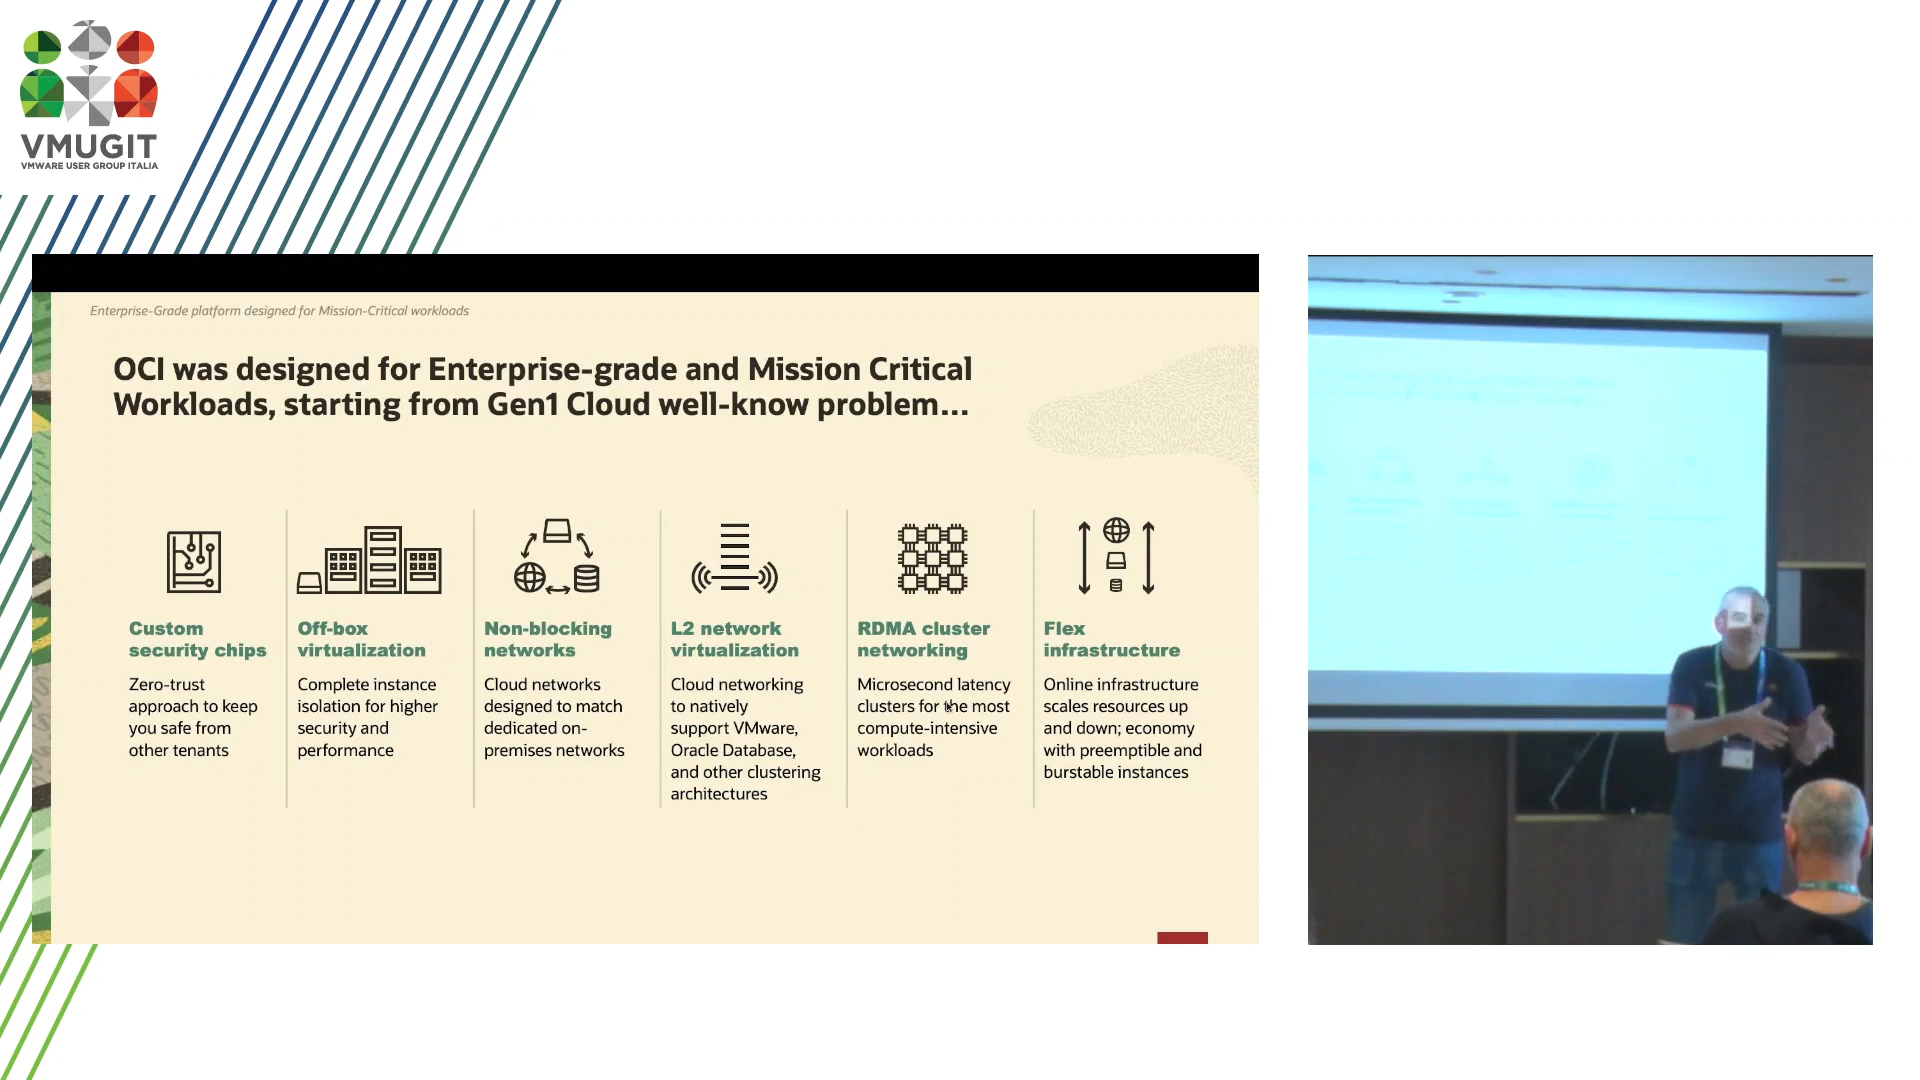 VMUGIT
VMWARE USER GROUP ITALIA
Enterprise-Grade platform designed for Mission-Critical workloads
OCI was designed for Enterprise-grade and Mission Critical
Workloads, starting from Gen1 Cloud well-know problem...
Custom
security chips
Zero-trust
approach to keep
you safe from
other tenants
Off-box
virtualization
Complete instance
isolation for higher
security and
performance
Non-blocking
networks
Cloud networks
designed to match
dedicated on-
premises networks
L2 network
virtualization
Cloud networking
to natively
support VMware,
Oracle Database,
and other clustering
architectures
RDMA cluster
networking
Microsecond latency
clusters for the most
compute-intensive
workloads
Flex
infrastructure
Online infrastructure
scales resources up
and down; economy
with preemptible and
burstable instances